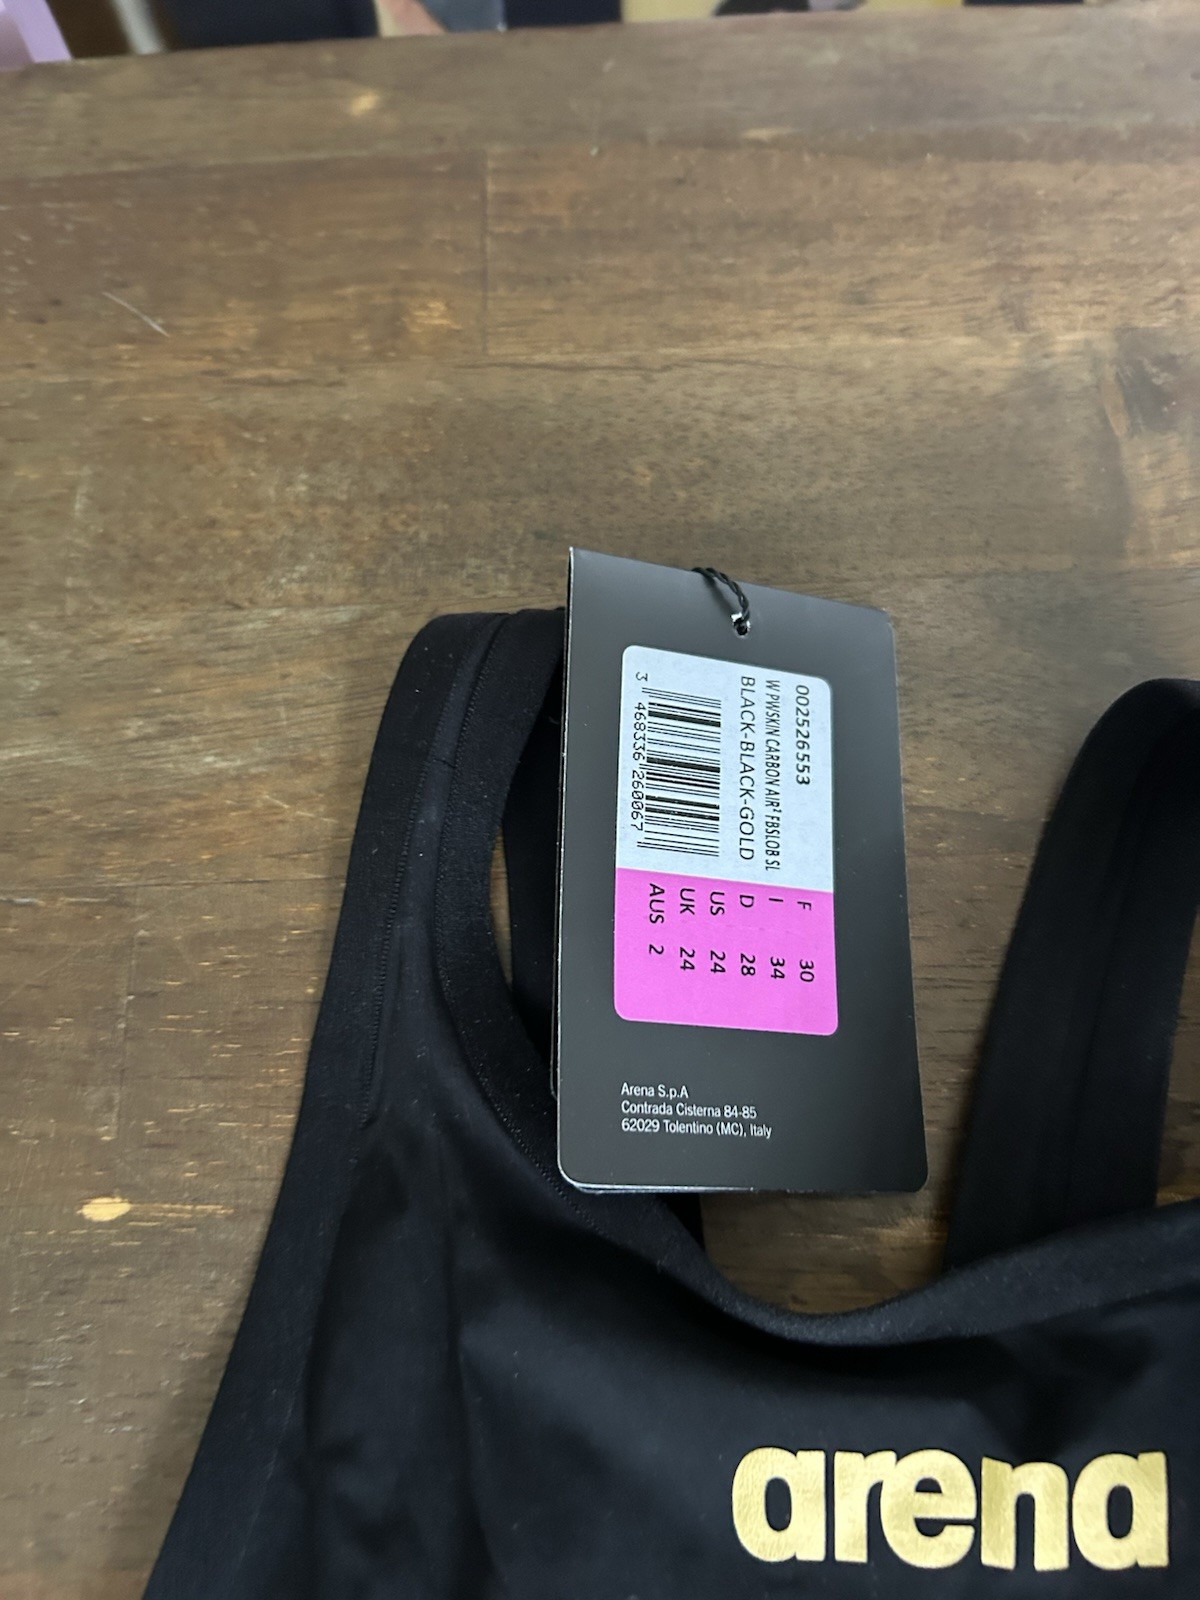 002526553
W PWSKIN CARBON AIR² FBSLOB SL
BLACK-BLACK-GOLD
3 468336 260067
F 30
I 34
D 28
US 24
UK 24
AUS 2
Arena S.p.A
Contrada Cisterna 84-85
62029 Tolentino (MC), Italy
arena